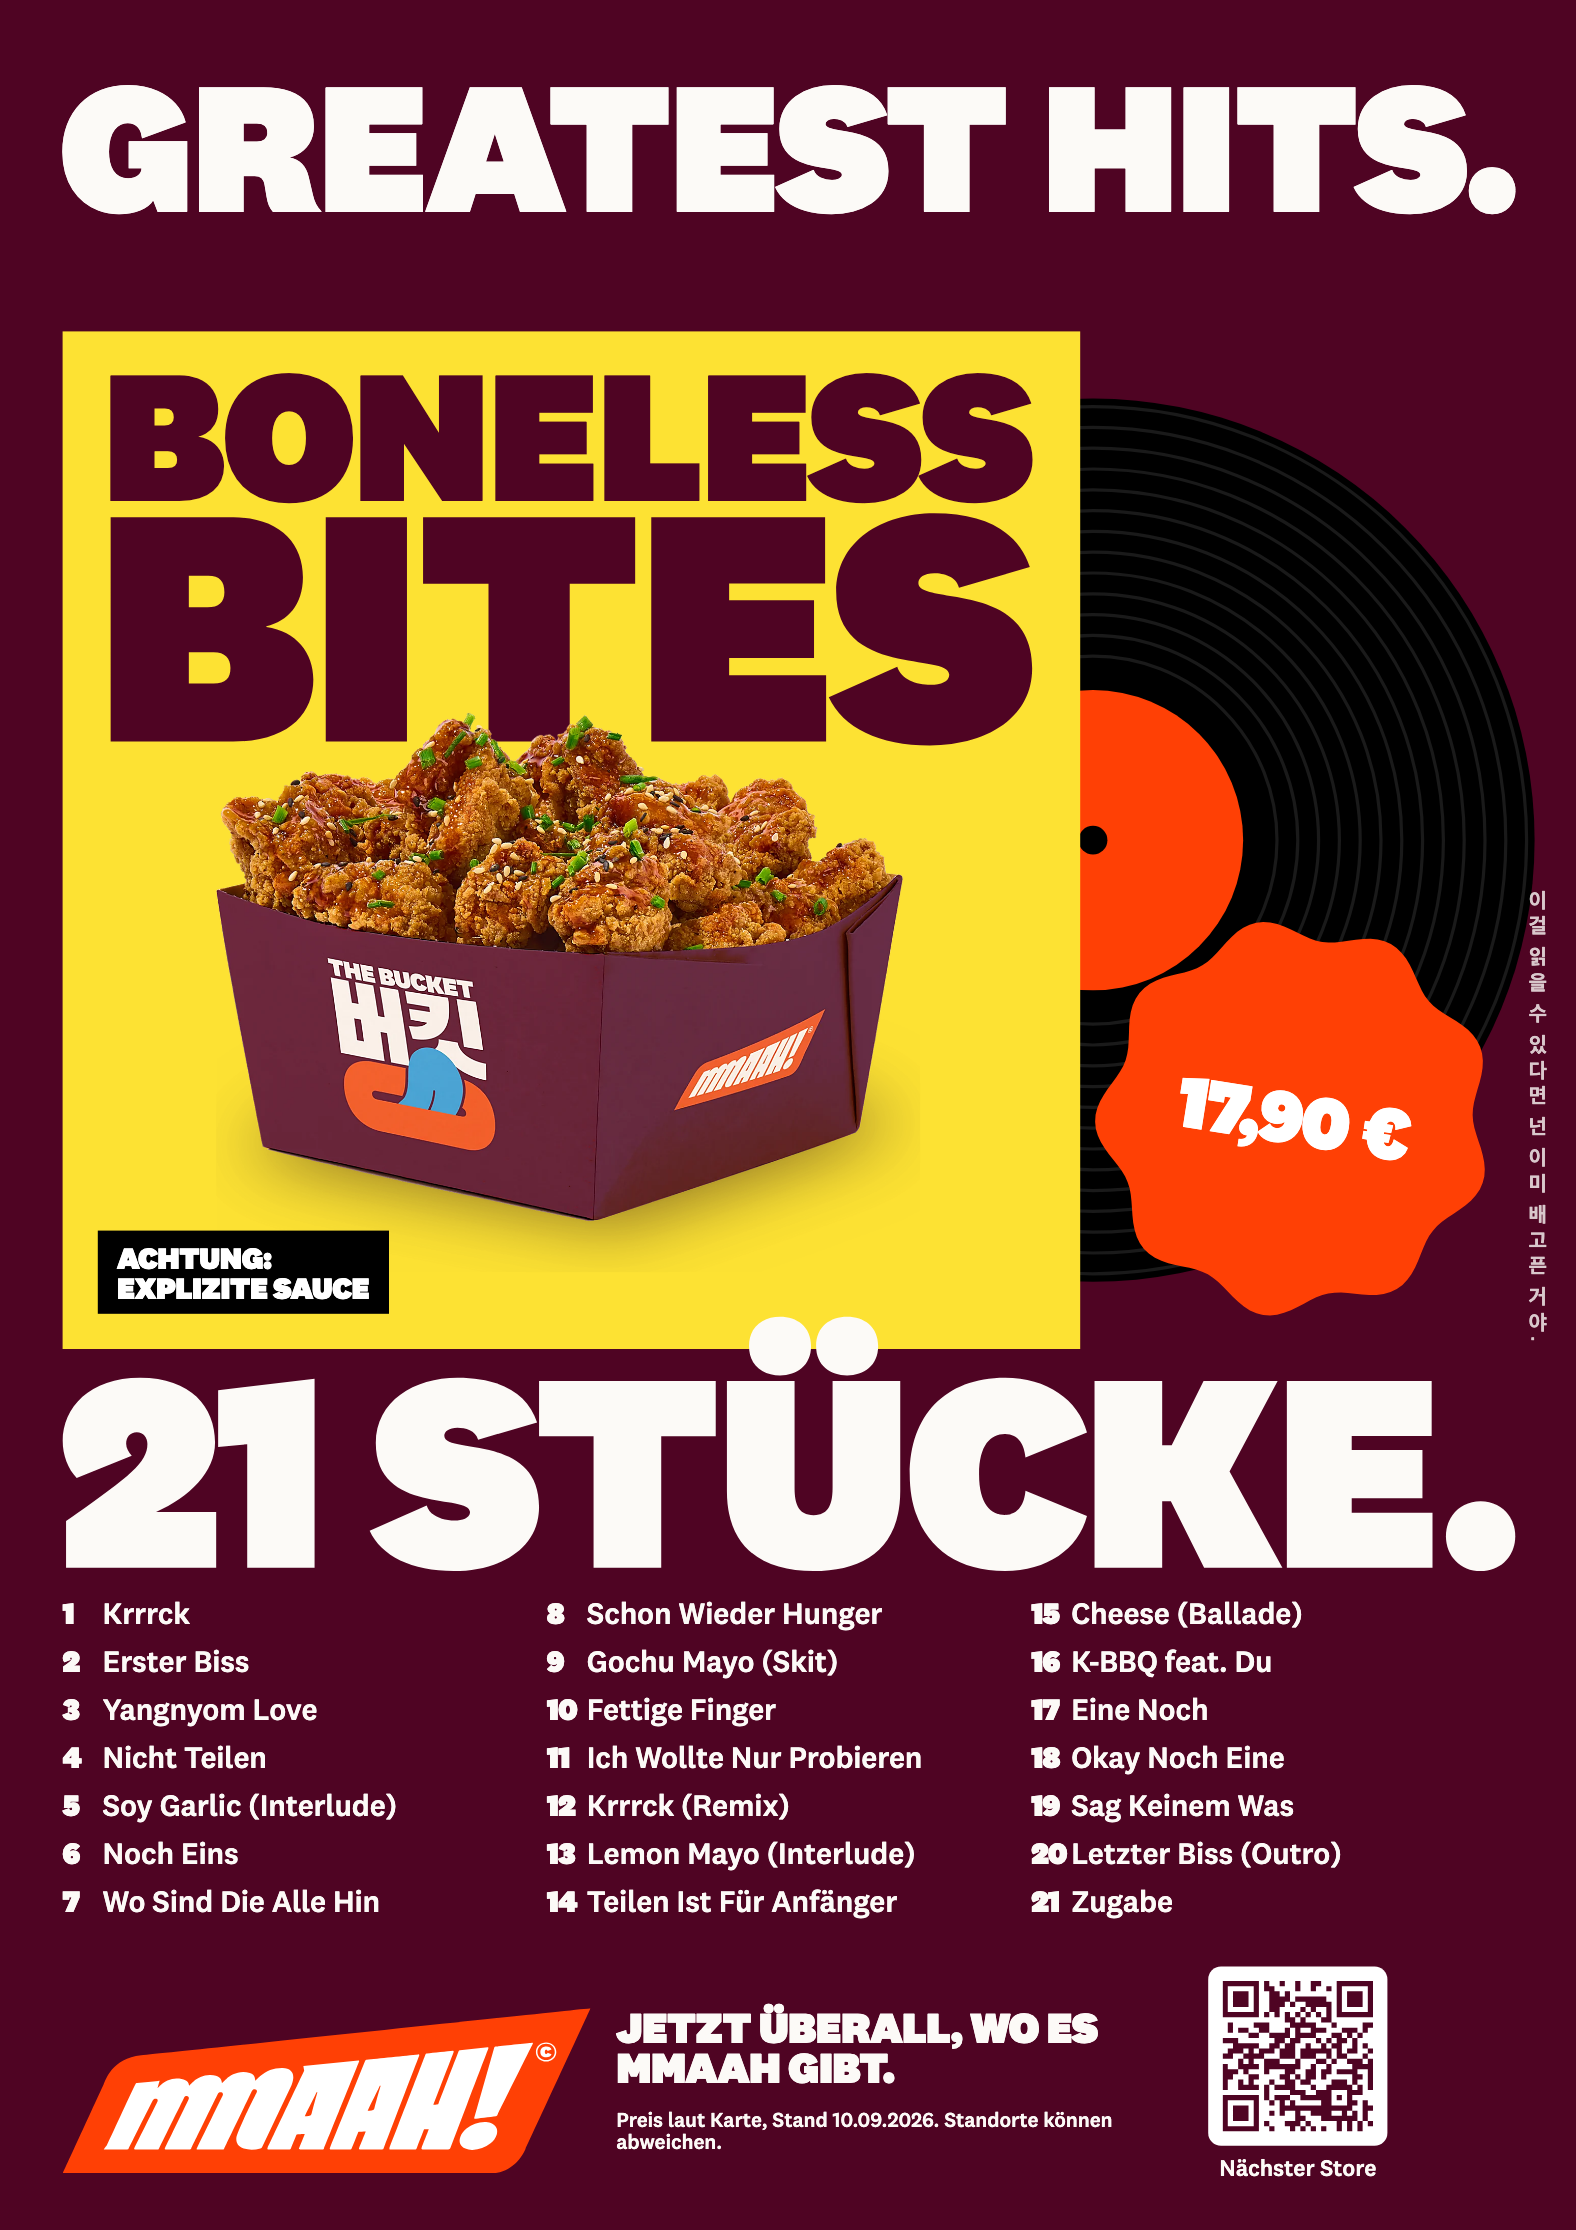 GREATEST HITS.
BONELESS
BITES
THE BUCKET
버킷
MMAAH!
ACHTUNG:
EXPLIZITE SAUCE
17,90 €
이걸 읽을 수 있다면 넌 이미 배고픈 거야.
21 STÜCKE.
1 Krrrck
2 Erster Biss
3 Yangnyom Love
4 Nicht Teilen
5 Soy Garlic (Interlude)
6 Noch Eins
7 Wo Sind Die Alle Hin
8 Schon Wieder Hunger
9 Gochu Mayo (Skit)
10 Fettige Finger
11 Ich Wollte Nur Probieren
12 Krrrck (Remix)
13 Lemon Mayo (Interlude)
14 Teilen Ist Für Anfänger
15 Cheese (Ballade)
16 K-BBQ feat. Du
17 Eine Noch
18 Okay Noch Eine
19 Sag Keinem Was
20 Letzter Biss (Outro)
21 Zugabe
MMAAH! ©
JETZT ÜBERALL, WO ES
MMAAH GIBT.
Preis laut Karte, Stand 10.09.2026. Standorte können
abweichen.
Nächster Store